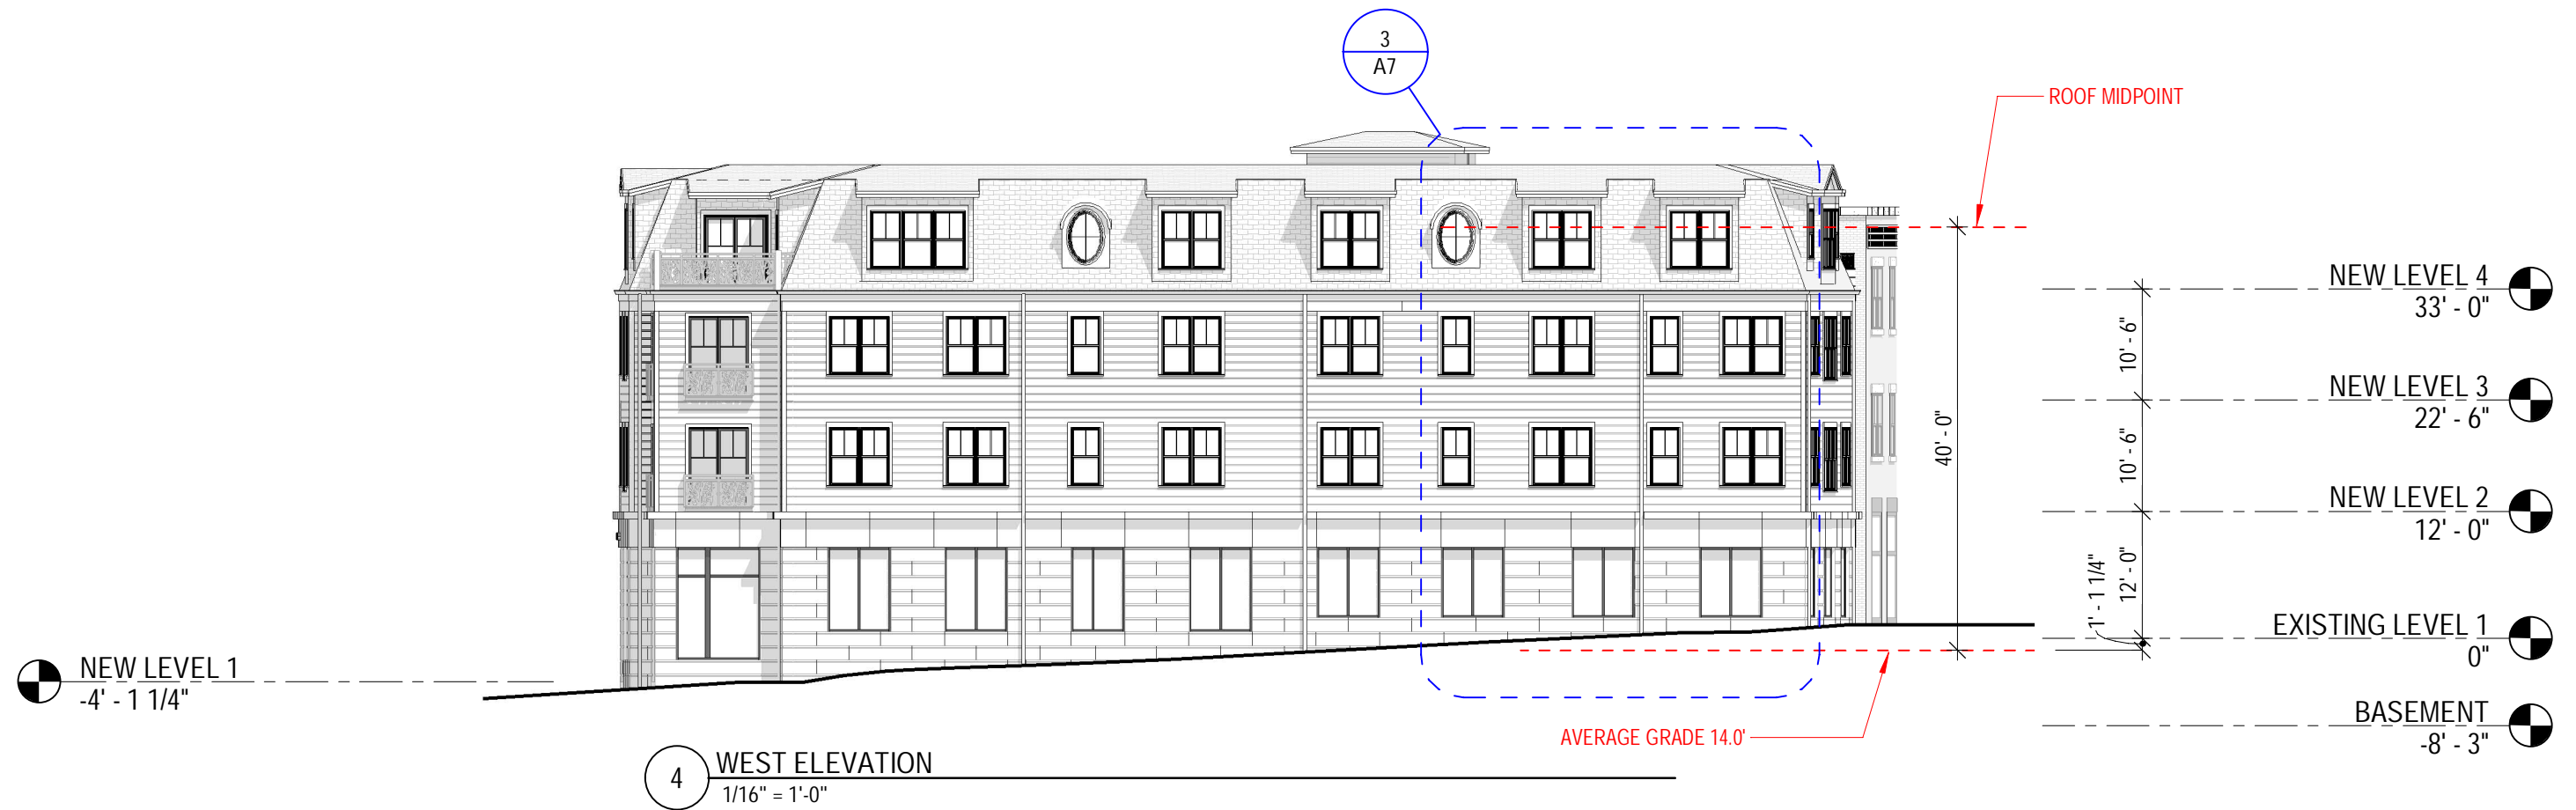 3
A7
ROOF MIDPOINT
NEW LEVEL 4
33' - 0"
10' - 6"
NEW LEVEL 3
22' - 6"
40' - 0"
10' - 6"
NEW LEVEL 2
12' - 0"
1' - 1 1/4"
12' - 0"
EXISTING LEVEL 1
0"
NEW LEVEL 1
-4' - 1 1/4"
BASEMENT
-8' - 3"
AVERAGE GRADE 14.0'
4
WEST ELEVATION
1/16" = 1'-0"